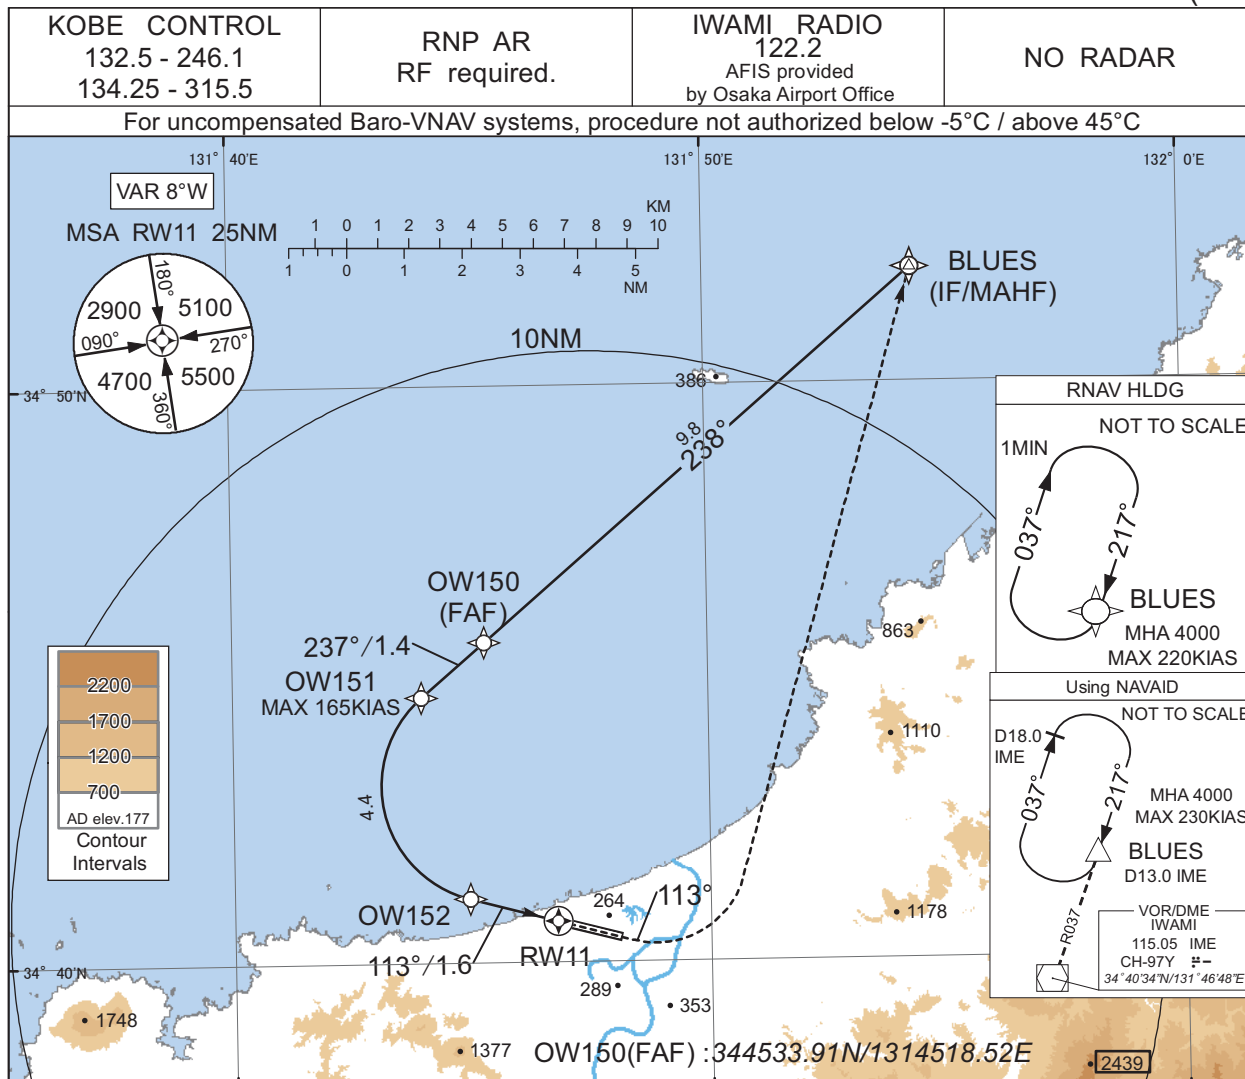 KOBE CONTROL
132.5 - 246.1
134.25 - 315.5
RNP AR
RF required.
IWAMI RADIO
122.2
AFIS provided
by Osaka Airport Office
NO RADAR
For uncompensated Baro-VNAV systems, procedure not authorized below -5°C / above 45°C
131° 40'E
131° 50'E
132° 0'E
VAR 8°W
MSA RW11 25NM
180°
2900
5100
090°
270°
4700
5500
360°
KM
1 0 1 2 3 4 5 6 7 8 9 10
1 0 1 2 3 4 5
NM
BLUES
(IF/MAHF)
10NM
386
34° 50'N
9.8
238°
RNAV HLDG
NOT TO SCALE
1MIN
037°
217°
BLUES
MHA 4000
MAX 220KIAS
OW150
(FAF)
237°/1.4
OW151
MAX 165KIAS
863
1110
2200
1700
1200
700
AD elev.177
Contour
Intervals
4.4
Using NAVAID
NOT TO SCALE
D18.0
IME
037°
217°
MHA 4000
MAX 230KIAS
BLUES
D13.0 IME
R037
VOR/DME
IWAMI
115.05 IME
CH-97Y
34°40'34"N/131°46'48"E
OW152
264
113°
1178
RW11
113°/1.6
34° 40'N
289
353
1748
1377
OW150(FAF) :344533.91N/1314518.52E
2439